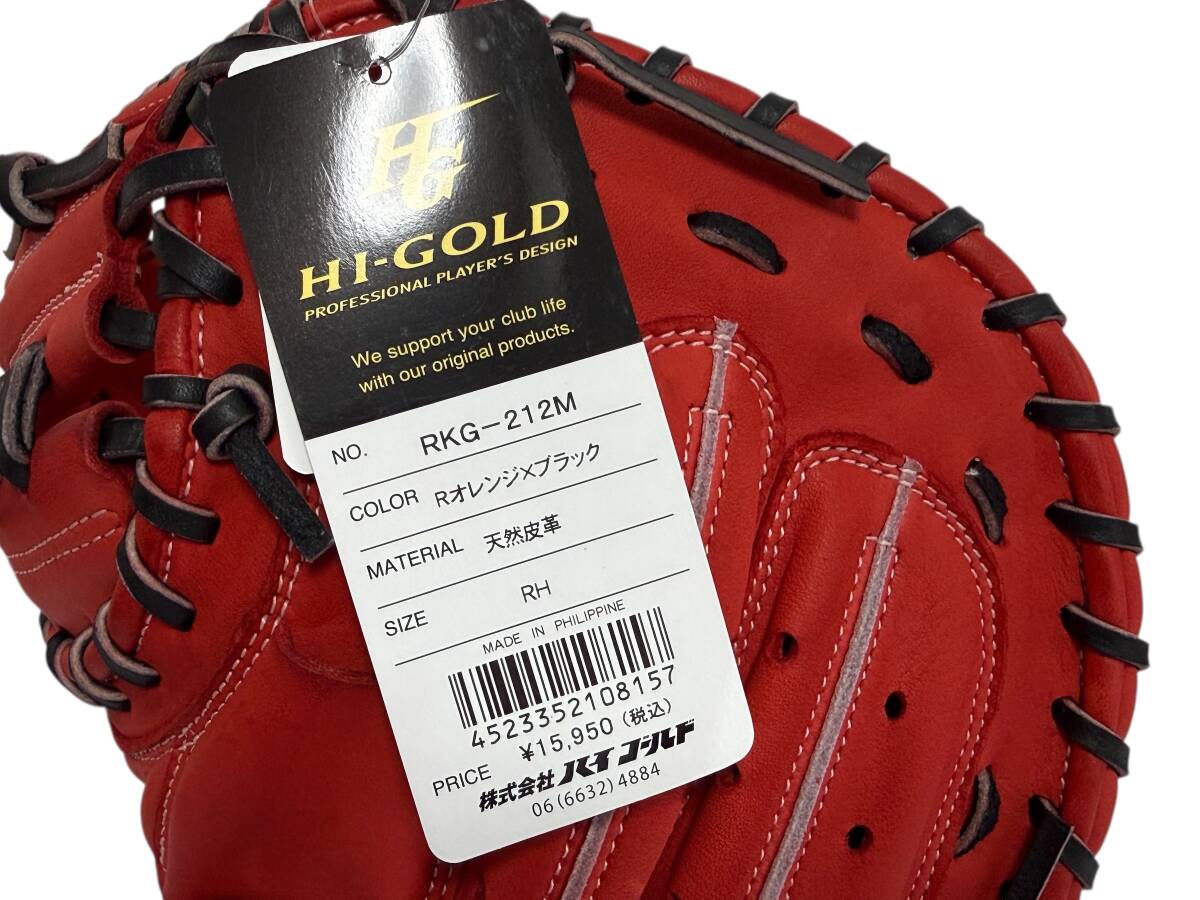 HG
HI-GOLD
PROFESSIONAL PLAYER'S DESIGN
We support your club life
with our original products.
NO. RKG-212M
COLOR Rオレンジ×ブラック
MATERIAL 天然皮革
SIZE RH
MADE IN PHILIPPINE
4523352108157
PRICE ¥15,950(税込)
株式会社 ハイ ゴールド
06(6632)4884